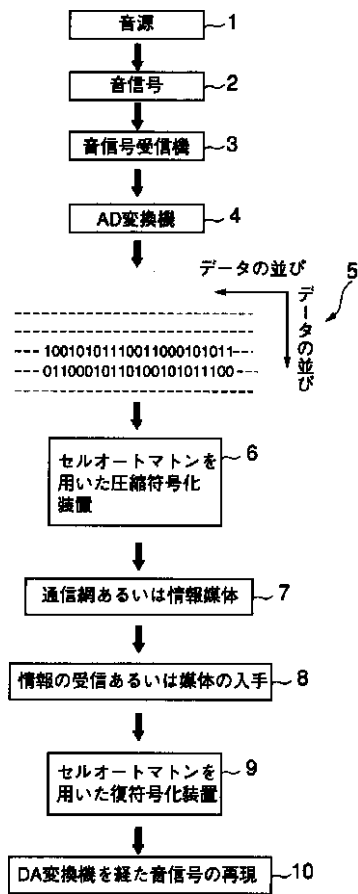 音源
1
音信号
2
音信号受信機
3
AD変換機
4
データの並び
5
データの並び
100101011100110001010​11
011000101101001010111​00
セルオートマトンを
用いた圧縮符号化
装置
6
通信網あるいは情報媒体
7
情報の受信あるいは媒体の入手
8
セルオートマトンを
用いた復符号化装置
9
DA変換機を経た音信号の再現
10